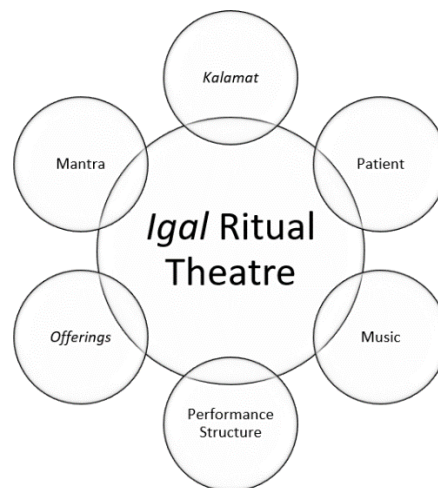 Kalamat
Mantra
Patient
Igal Ritual
Theatre
Offerings
Music
Performance
Structure